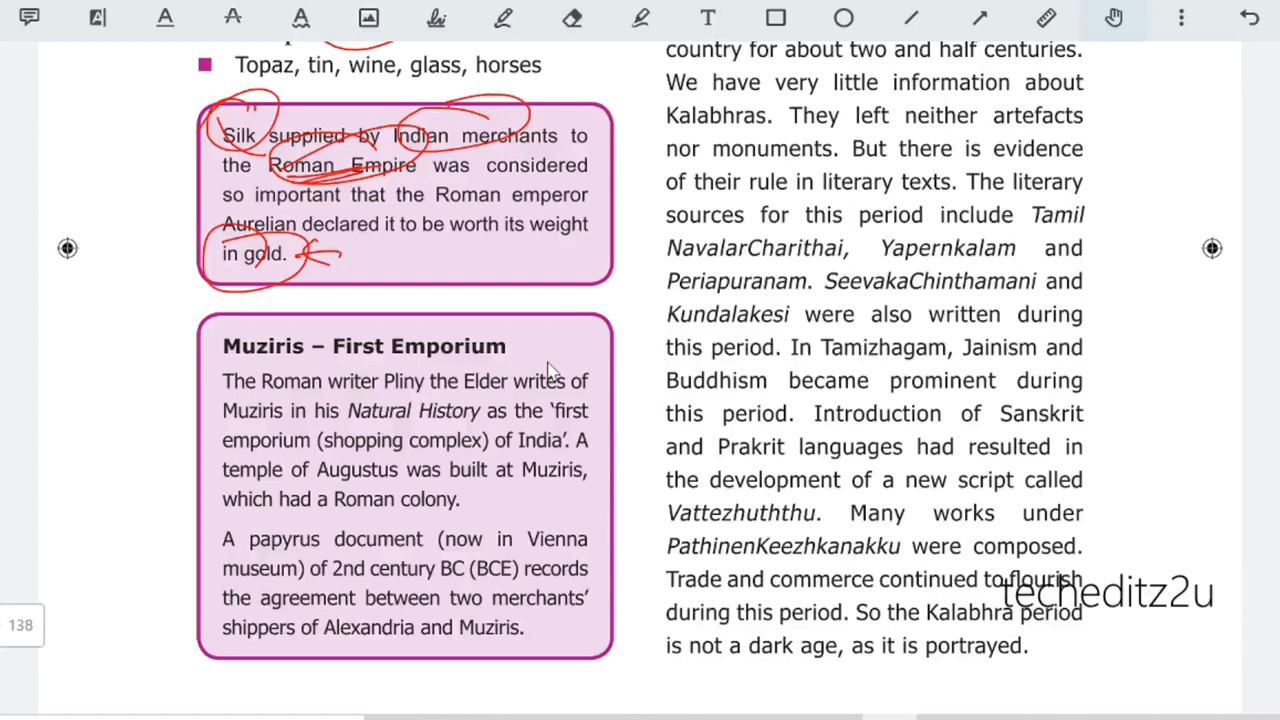 Topaz, tin, wine, glass, horses
Silk supplied by Indian merchants to
the Roman Empire was considered
so important that the Roman emperor
Aurelian declared it to be worth its weight
in gold.
Muziris – First Emporium
The Roman writer Pliny the Elder writes of
Muziris in his Natural History as the ‘first
emporium (shopping complex) of India’. A
temple of Augustus was built at Muziris,
which had a Roman colony.
A papyrus document (now in Vienna
museum) of 2nd century BC (BCE) records
the agreement between two merchants’
shippers of Alexandria and Muziris.
138
country for about two and half centuries.
We have very little information about
Kalabhras. They left neither artefacts
nor monuments. But there is evidence
of their rule in literary texts. The literary
sources for this period include Tamil
NavalarCharithai, Yapernkalam and
Periapuranam. SeevakaChinthamani and
Kundalakesi were also written during
this period. In Tamizhagam, Jainism and
Buddhism became prominent during
this period. Introduction of Sanskrit
and Prakrit languages had resulted in
the development of a new script called
Vattezhuththu. Many works under
PathinenKeezhkanakku were composed.
Trade and commerce continued to flourish
during this period. So the Kalabhra period
is not a dark age, as it is portrayed.
techeditz2u